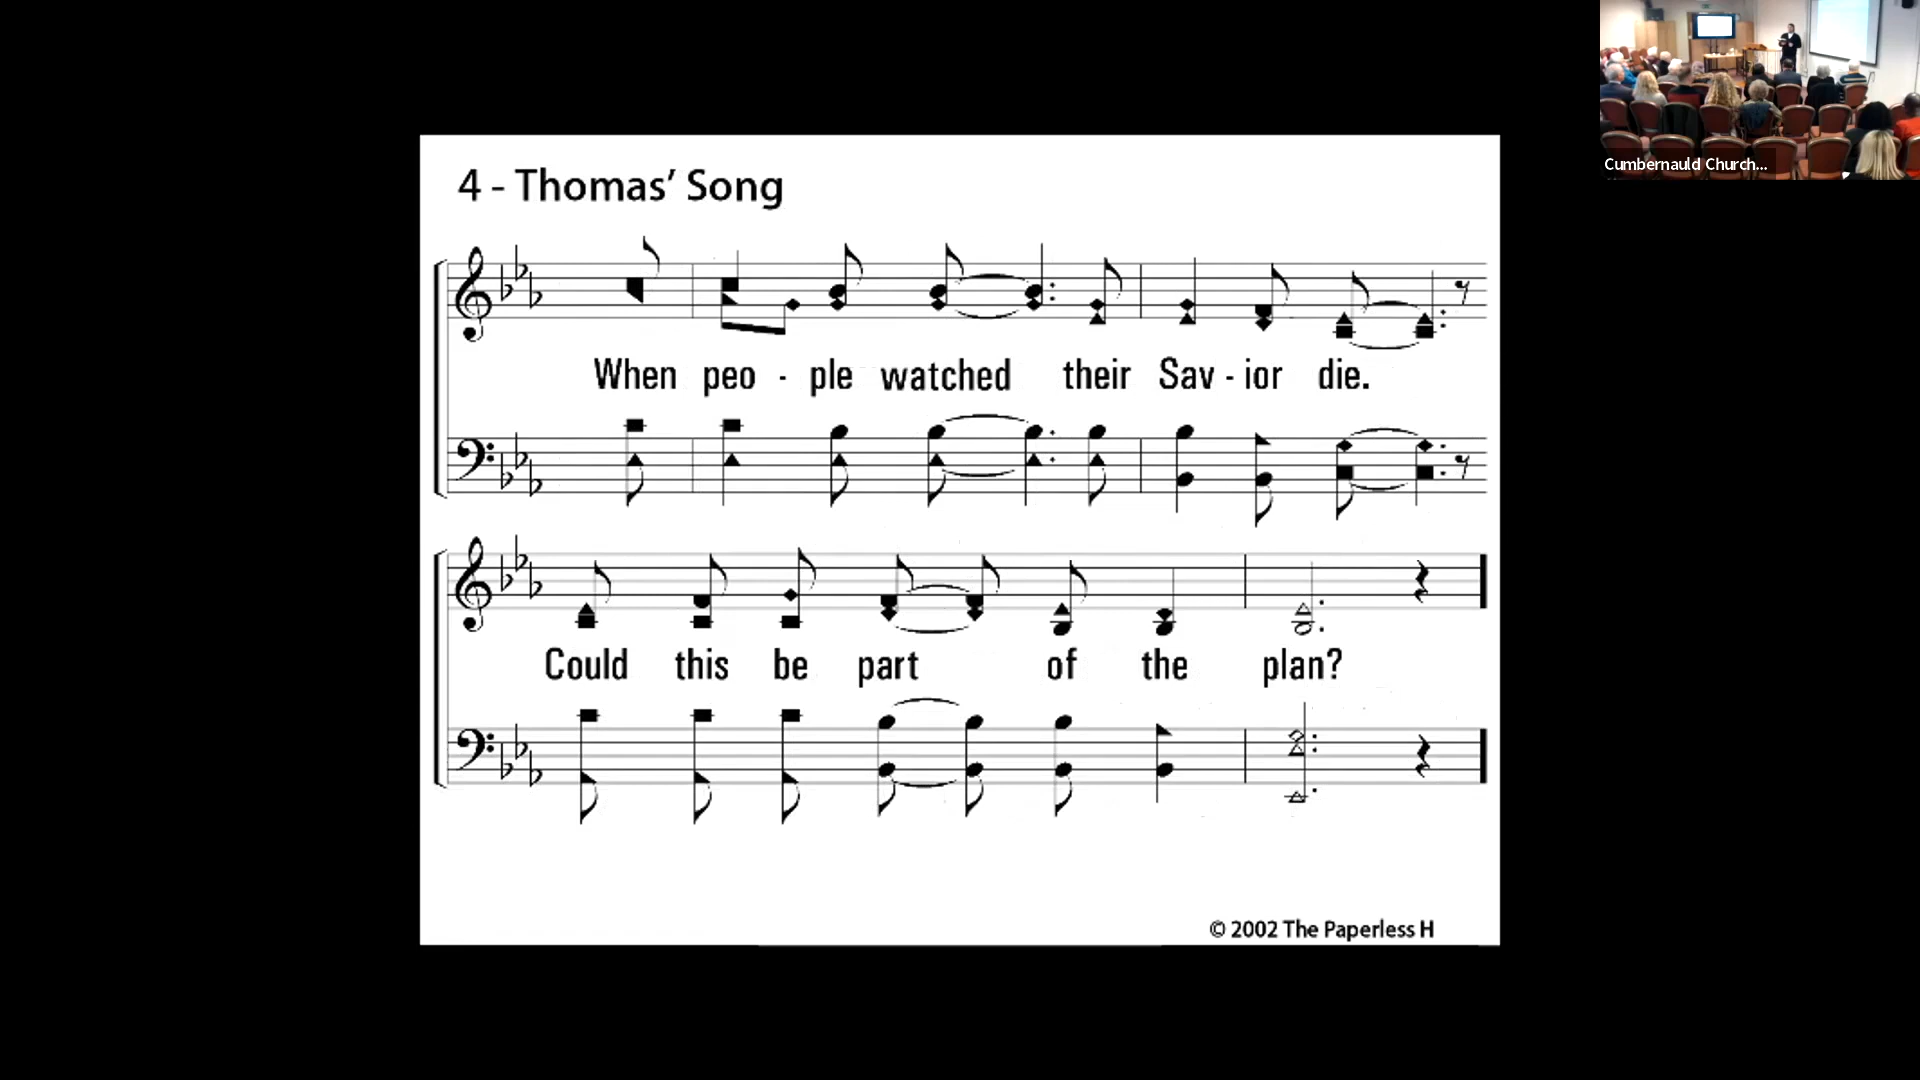 Cumbernauld Church...
4 - Thomas’ Song
When peo - ple watched their Sav - ior die.
Could this be part of the plan?
© 2002 The Paperless H